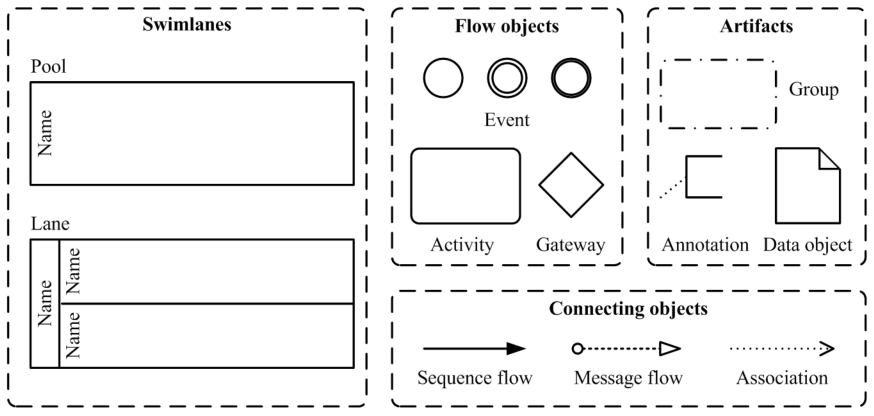 Swimlanes
Pool
Name
Lane
Name
Name
Name
Flow objects
Event
Activity
Gateway
Artifacts
Group
Annotation
Data object
Connecting objects
Sequence flow
Message flow
Association